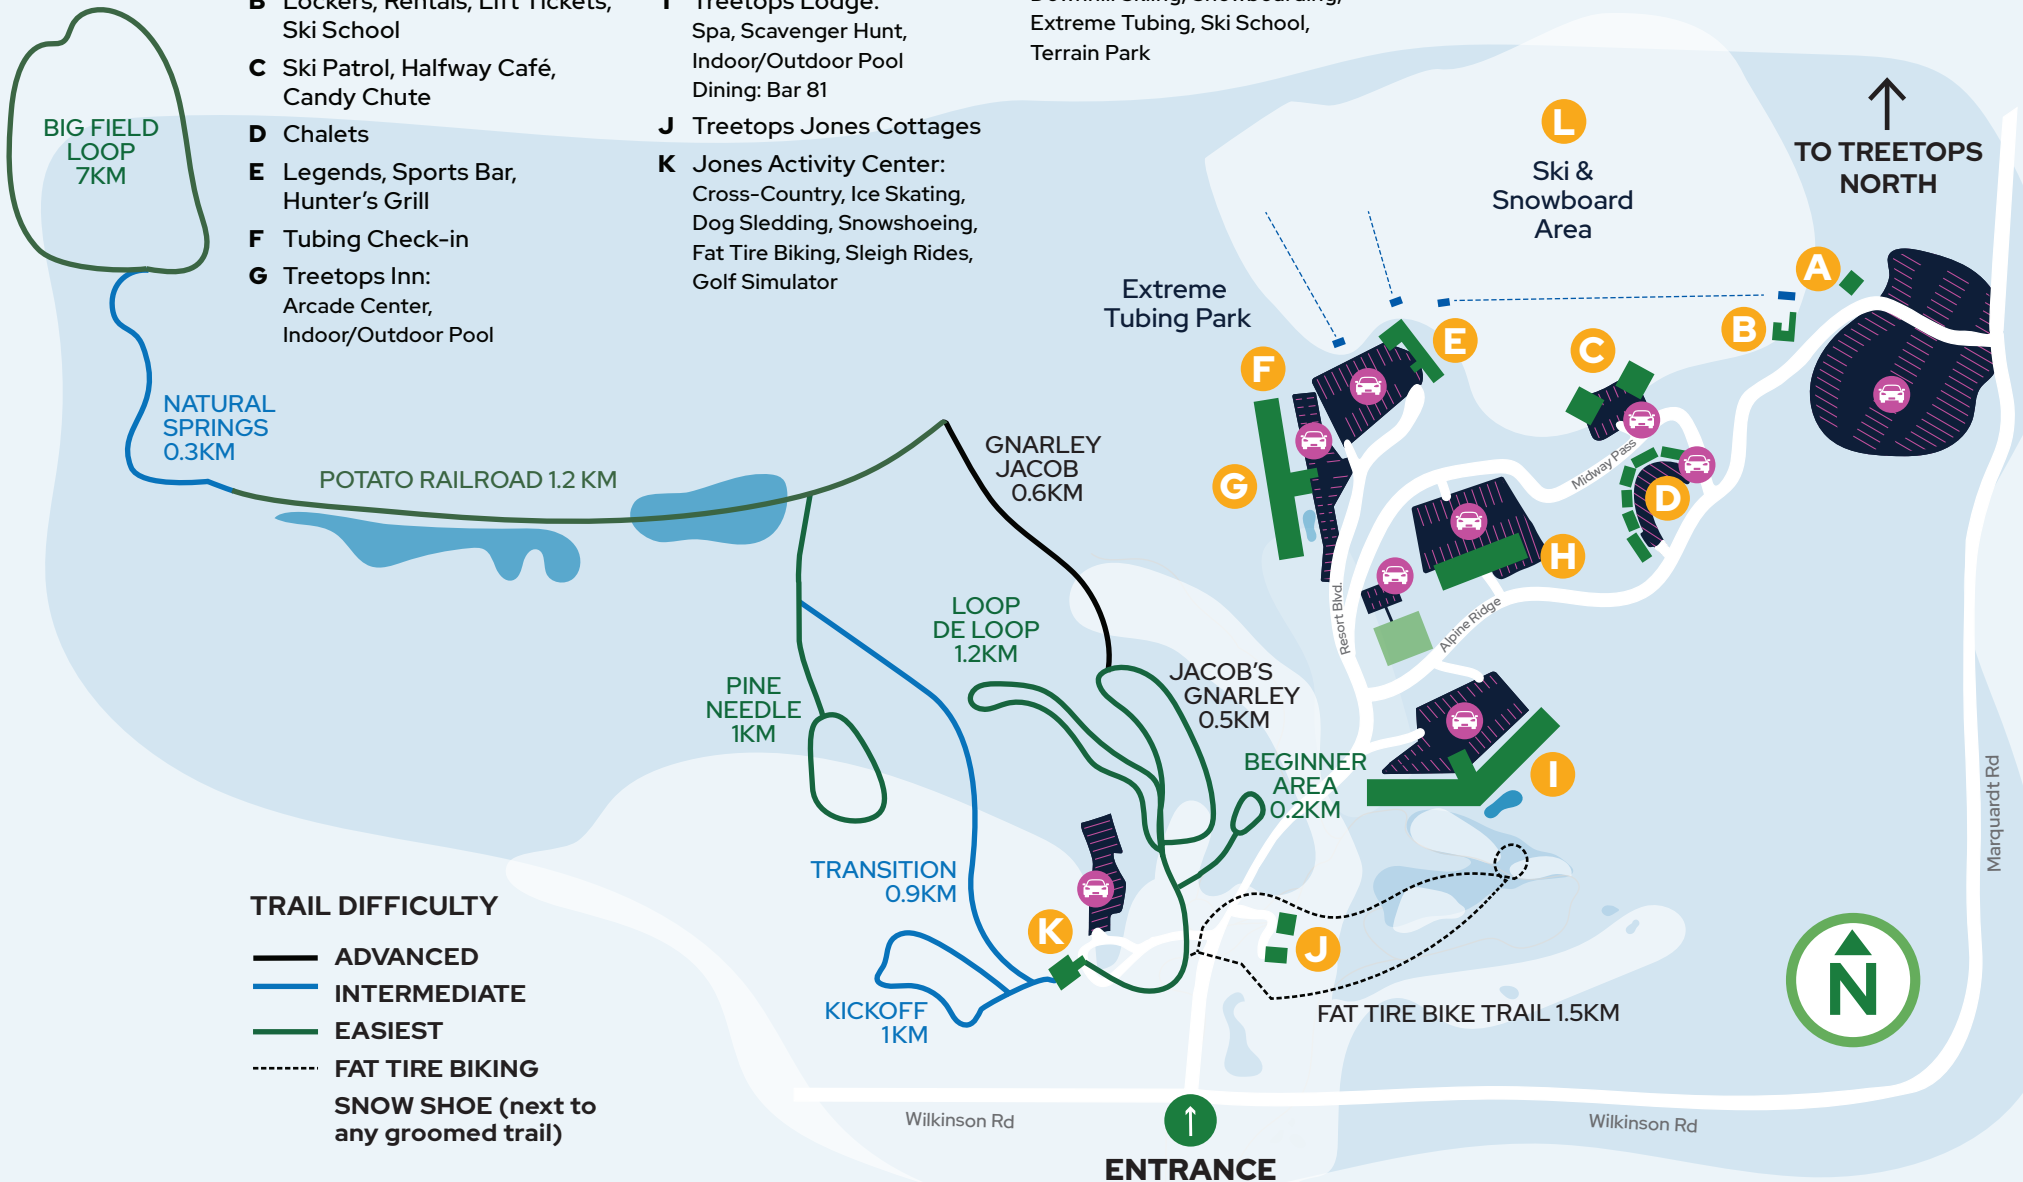 B Lockers, Rentals, Lift Tickets,
Ski School
C Ski Patrol, Halfway Café,
Candy Chute
D Chalets
E Legends, Sports Bar,
Hunter's Grill
F Tubing Check-in
G Treetops Inn:
Arcade Center,
Indoor/Outdoor Pool
I Treetops Lodge:
Spa, Scavenger Hunt,
Indoor/Outdoor Pool
Dining: Bar 81
J Treetops Jones Cottages
K Jones Activity Center:
Cross-Country, Ice Skating,
Dog Sledding, Snowshoeing,
Fat Tire Biking, Sleigh Rides,
Golf Simulator
Downhill Skiing, Snowboarding,
Extreme Tubing, Ski School,
Terrain Park
BIG FIELD
LOOP
7KM
NATURAL
SPRINGS
0.3KM
POTATO RAILROAD 1.2 KM
GNARLEY
JACOB
0.6KM
LOOP
DE LOOP
1.2KM
PINE
NEEDLE
1KM
JACOB'S
GNARLEY
0.5KM
BEGINNER
AREA
0.2KM
TRANSITION
0.9KM
KICKOFF
1KM
FAT TIRE BIKE TRAIL 1.5KM
L
Ski &
Snowboard
Area
TO TREETOPS
NORTH
Extreme
Tubing Park
A
B
C
D
E
F
G
H
I
J
K
Midway Pass
Resort Blvd.
Alpine Ridge
Marquardt Rd
Wilkinson Rd
Wilkinson Rd
ENTRANCE
N
TRAIL DIFFICULTY
ADVANCED
INTERMEDIATE
EASIEST
FAT TIRE BIKING
SNOW SHOE (next to
any groomed trail)